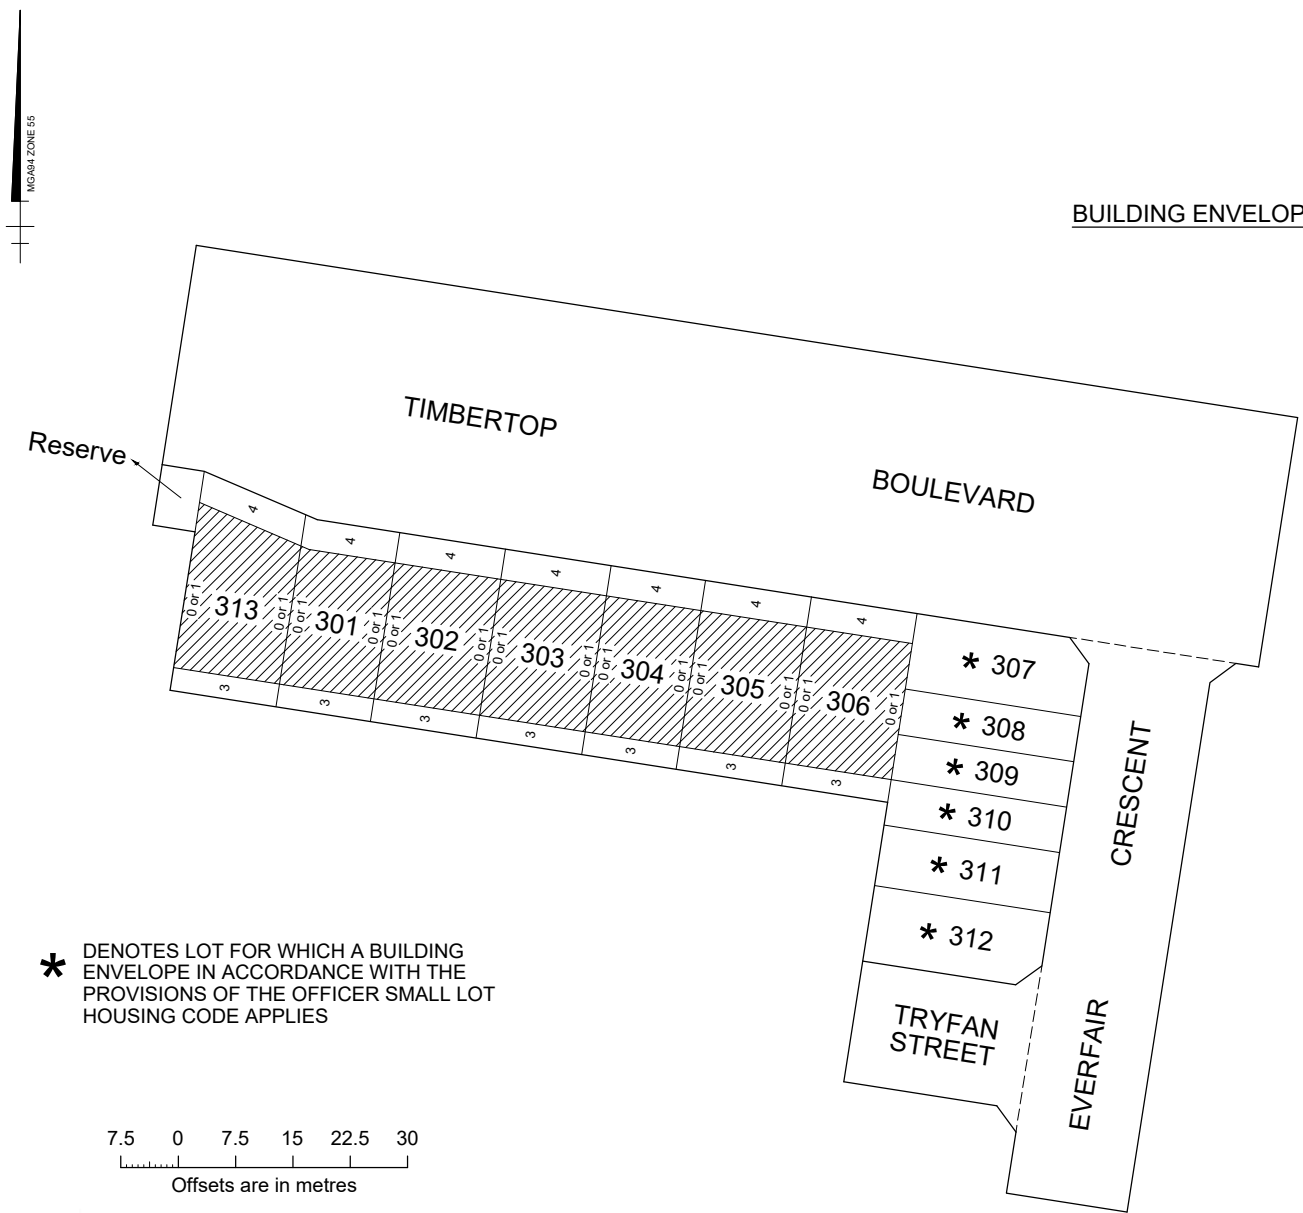 MGA94 ZONE 55
BUILDING ENVELOP
TIMBERTOP
BOULEVARD
Reserve
4
4
4
4
4
4
4
0 or 1
313
0 or 1
0 or 1
301
0 or 1
0 or 1
302
0 or 1
0 or 1
303
0 or 1
0 or 1
304
0 or 1
0 or 1
305
0 or 1
0 or 1
306
0 or 1
3
3
3
3
3
3
3
* 307
* 308
* 309
* 310
* 311
* 312
CRESCENT
EVERFAIR
TRYFAN
STREET
* DENOTES LOT FOR WHICH A BUILDING
ENVELOPE IN ACCORDANCE WITH THE
PROVISIONS OF THE OFFICER SMALL LOT
HOUSING CODE APPLIES
7.5 0 7.5 15 22.5 30
Offsets are in metres